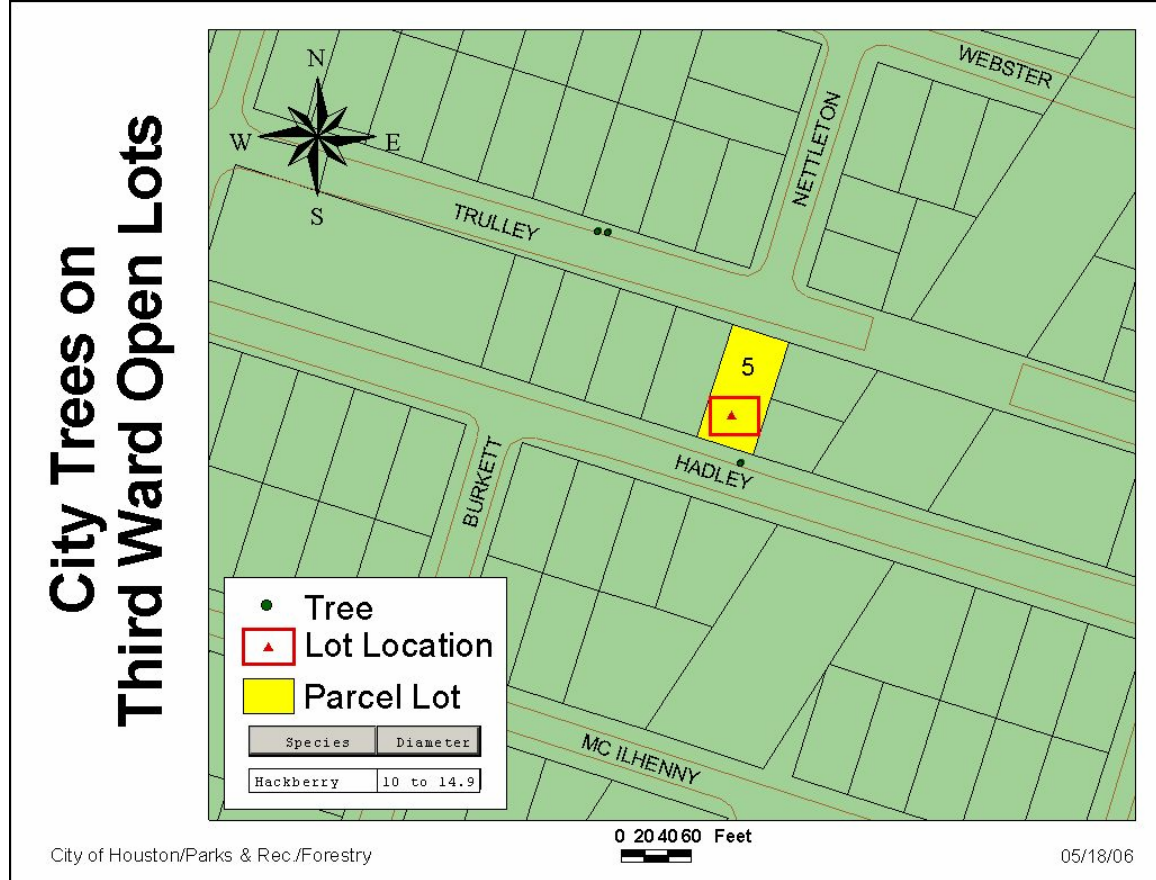 City Trees on
Third Ward Open Lots
N
W
E
S
WEBSTER
NETTLETON
TRULLEY
5
HADLEY
BURKETT
MC ILHENNY
Tree
Lot Location
Parcel Lot
Species Diameter
Hackberry 10 to 14.9
0 20 40 60 Feet
City of Houston/Parks & Rec./Forestry
05/18/06